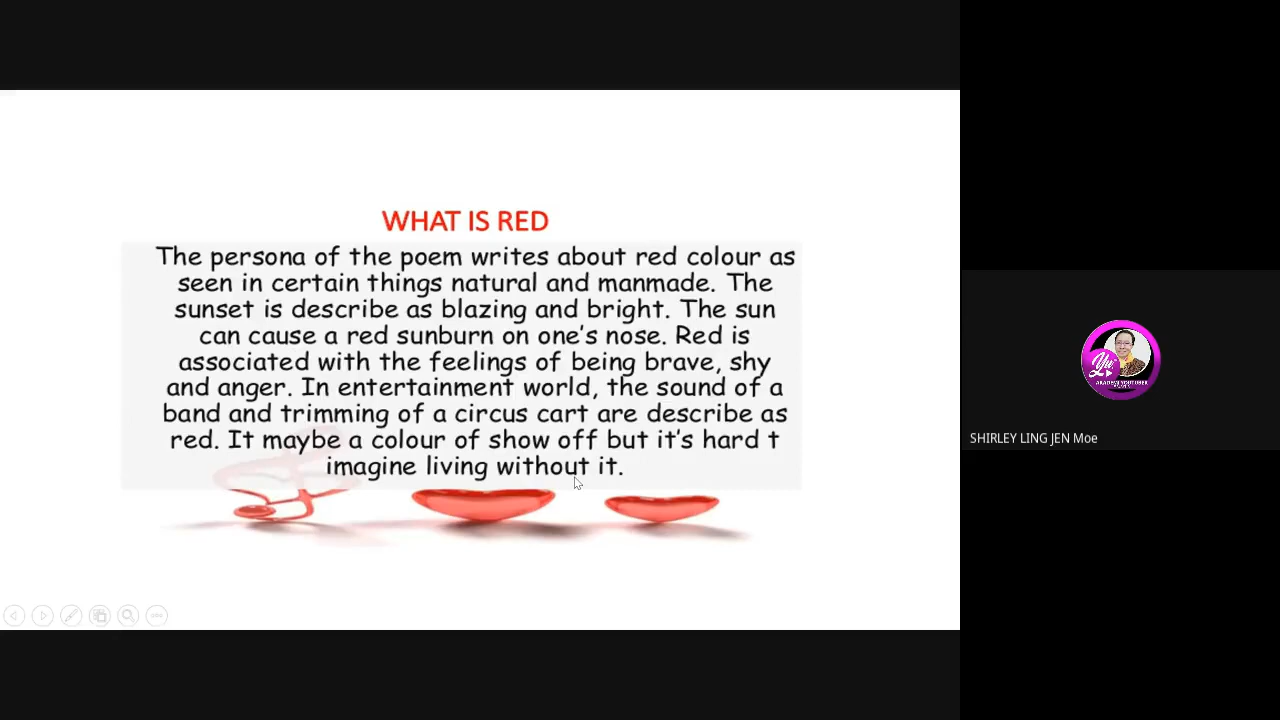 WHAT IS RED
The persona of the poem writes about red colour as
seen in certain things natural and manmade. The
sunset is describe as blazing and bright. The sun
can cause a red sunburn on one's nose. Red is
associated with the feelings of being brave, shy
and anger. In entertainment world, the sound of a
band and trimming of a circus cart are describe as
red. It maybe a colour of show off but it's hard t
imagine living without it.
AKADEMI YOUTUBER
SHIRLEY LING JEN Moe